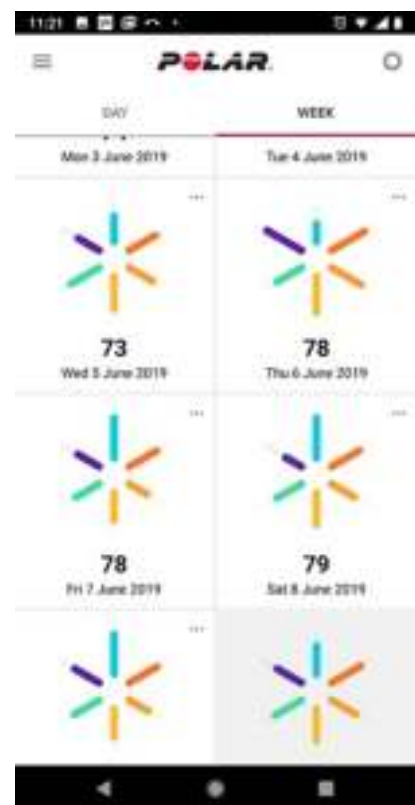 11:21
POLAR
DAY WEEK
Mon 3 June 2019 Tue 4 June 2019
73 78
Wed 5 June 2019 Thu 6 June 2019
78 79
Fri 7 June 2019 Sat 8 June 2019